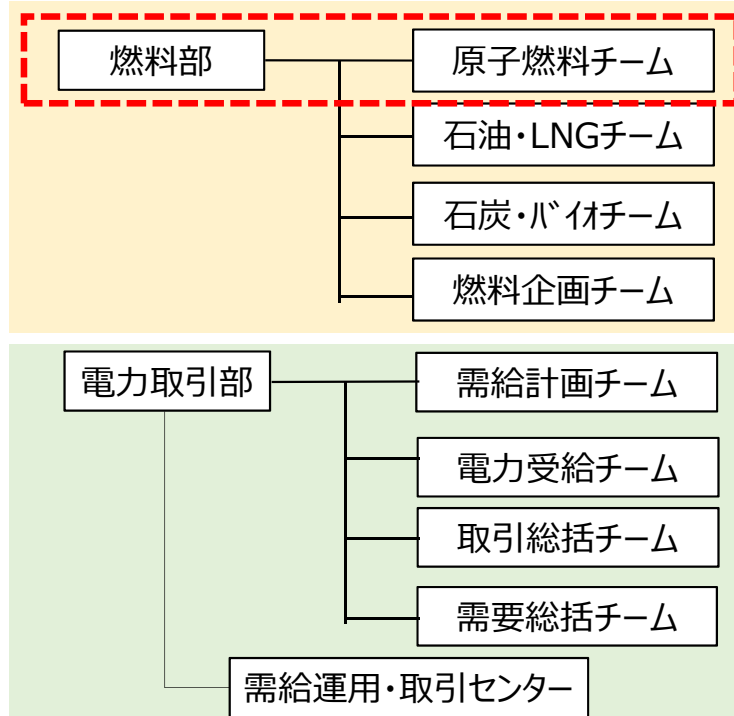 燃料部
原子燃料チーム
石油・LNGチーム
石炭・バイオチーム
燃料企画チーム
電力取引部
需給計画チーム
電力受給チーム
取引総括チーム
需要総括チーム
需給運用・取引センター